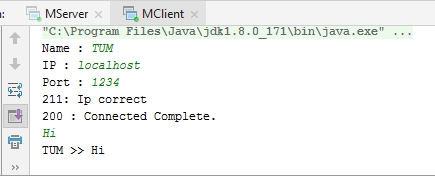 n:
MServer ×
MClient ×
"C:\Program Files\Java\jdk1.8.0_171\bin\java.exe" ...
Name : TUM
IP : localhost
Port : 1234
211: Ip correct
200 : Connected Complete.
Hi
TUM >> Hi